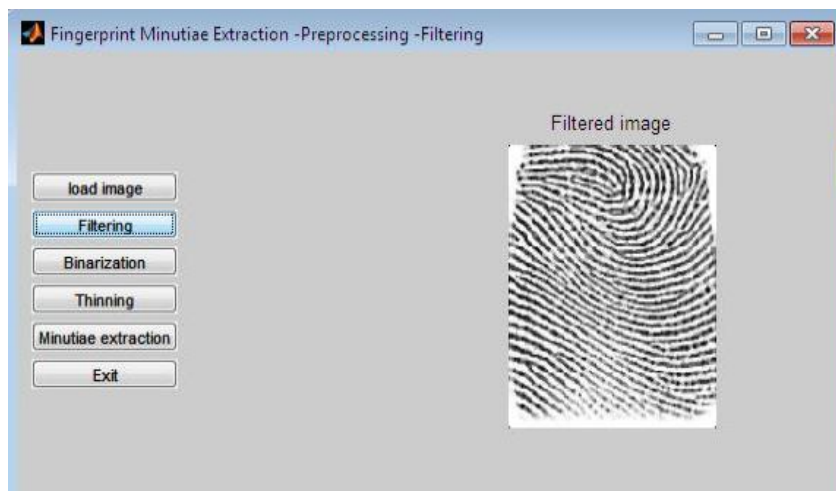 Fingerprint Minutiae Extraction -Preprocessing -Filtering
Filtered image
load image
Filtering
Binarization
Thinning
Minutiae extraction
Exit